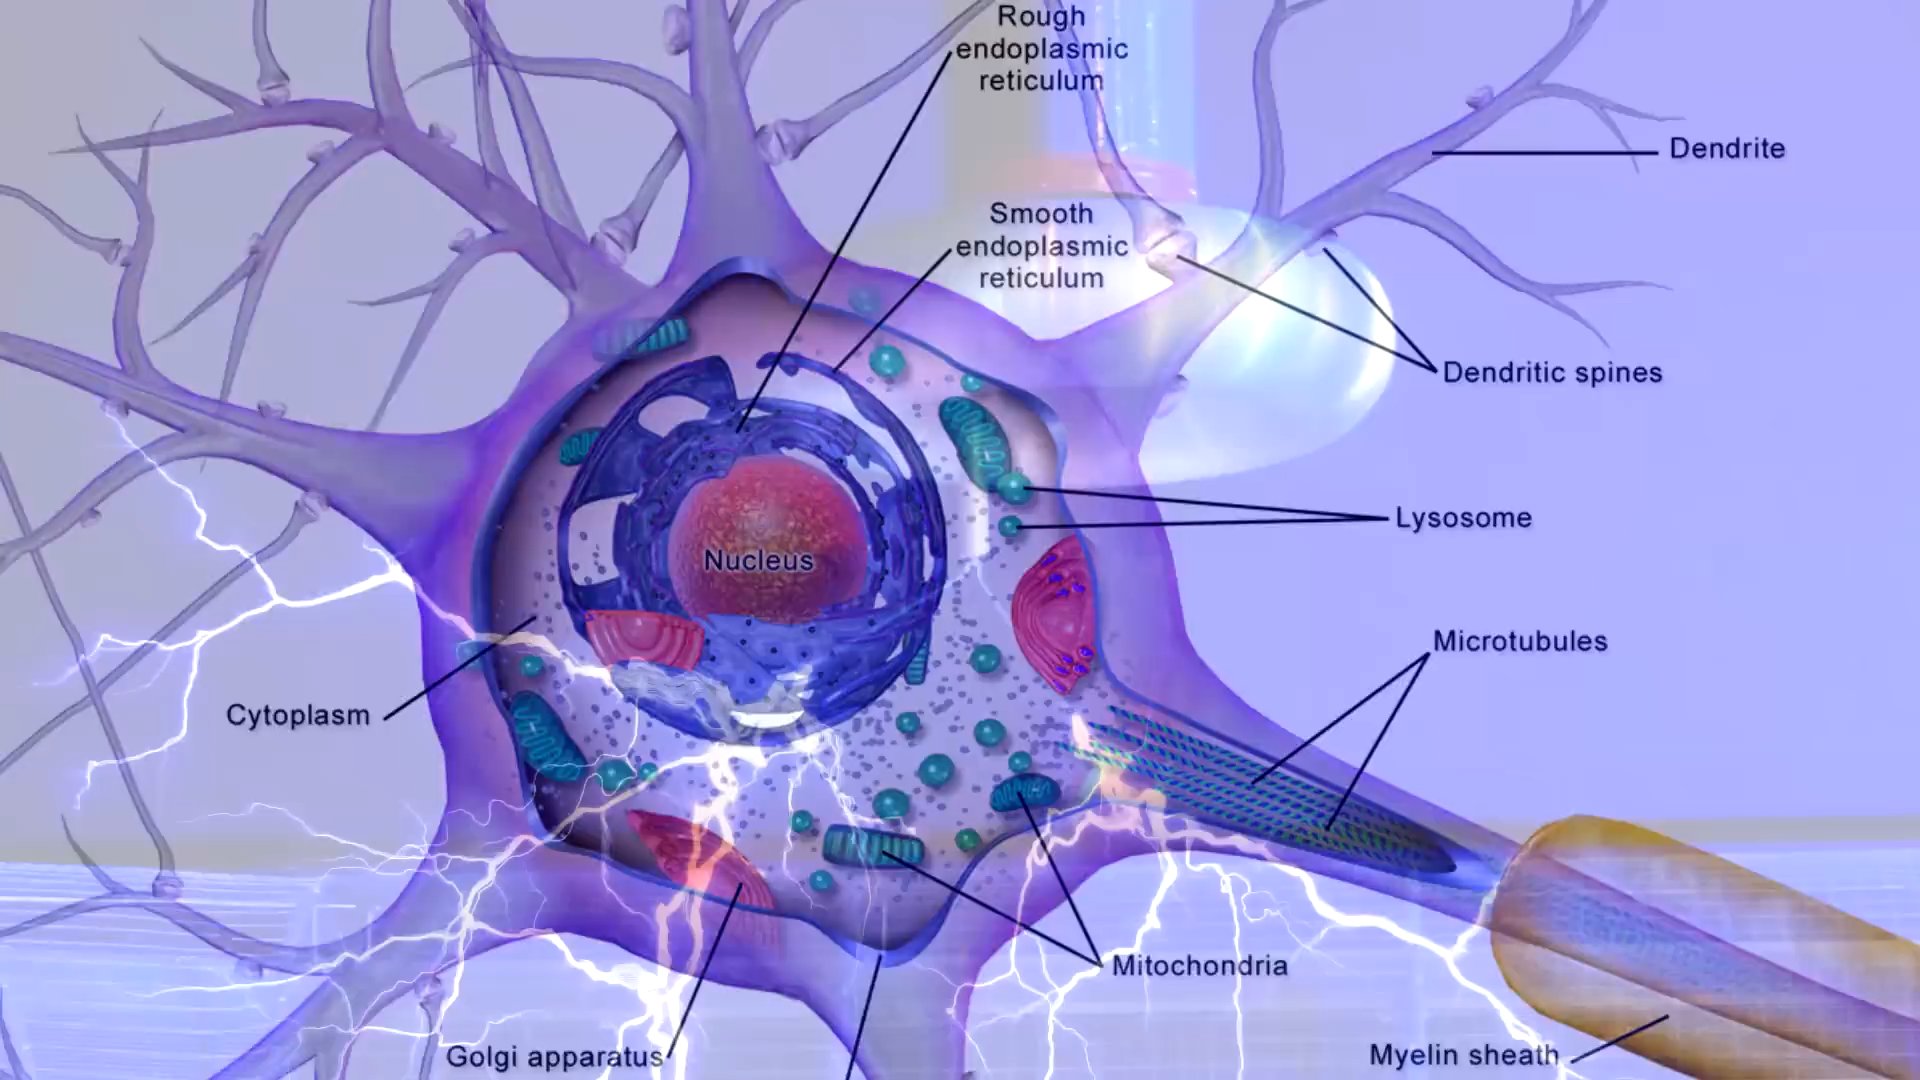 Rough
endoplasmic
reticulum
Dendrite
Smooth
endoplasmic
reticulum
Dendritic spines
Lysosome
Nucleus
Microtubules
Cytoplasm
Mitochondria
Golgi apparatus
Myelin sheath